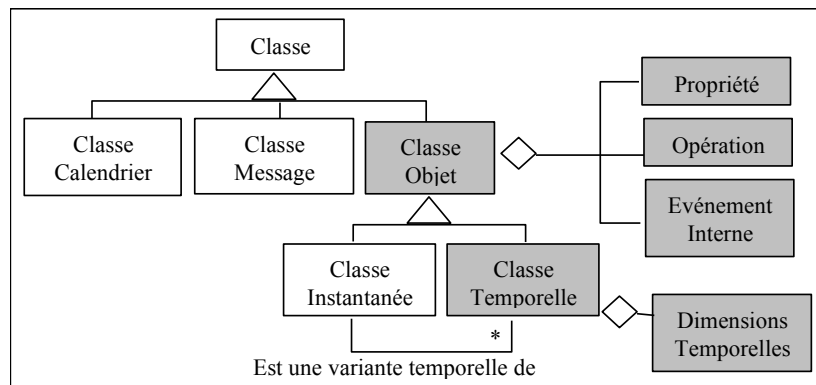 Classe
Propriété
Classe
Calendrier
Classe
Message
Classe
Objet
Opération
Evénement
Interne
Classe
Instantanée
Classe
Temporelle
Dimensions
Temporelles
*
Est une variante temporelle de